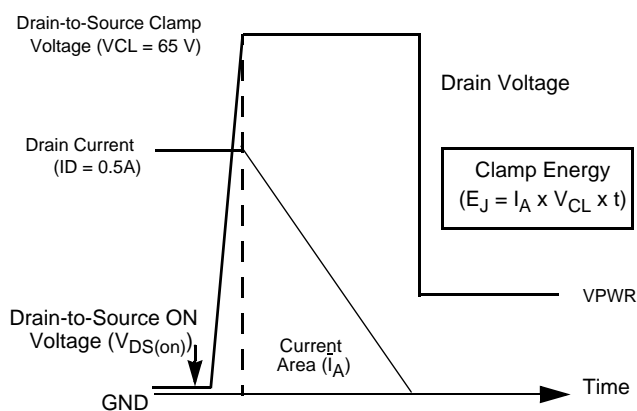 Drain-to-Source Clamp
Voltage (VCL = 65 V)
Drain Voltage
Drain Current
(ID = 0.5A)
Clamp Energy
(EJ = IA x VCL x t)
VPWR
Drain-to-Source ON
Voltage (VDS(on))
Current
Area (ĪA)
GND
Time